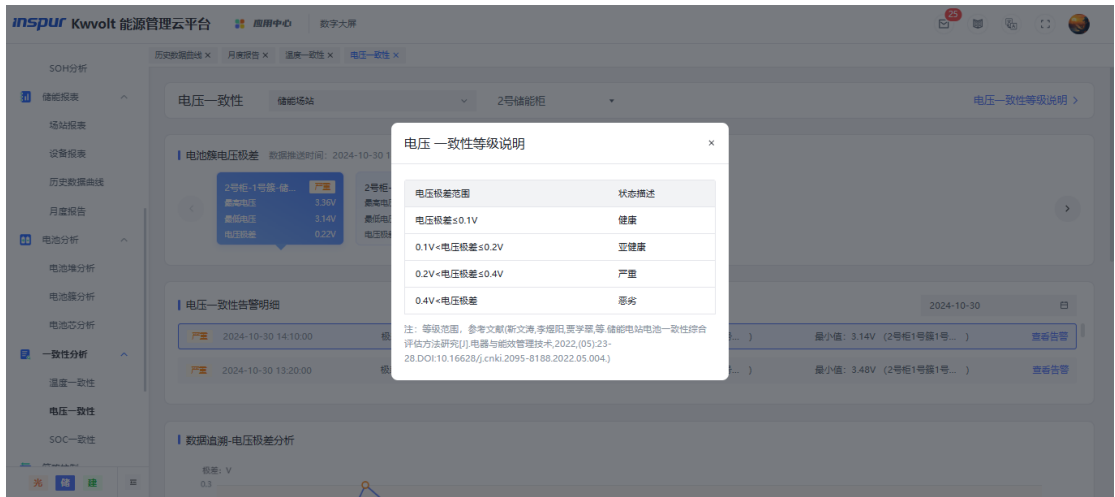 inspur Kwvolt 能源管理云平台
应用中心
数字大屏
25
SOH分析
储能报表
场站报表
设备报表
历史数据曲线
月度报告
电池分析
电池堆分析
电池簇分析
电池芯分析
一致性分析
温度一致性
电压一致性
SOC一致性
光 储 建
历史数据曲线 × 月度报告 × 温度一致性 × 电压一致性 ×
电压一致性 储能场站 2号储能柜 电压一致性等级说明 >
电池簇电压极差 数据推送时间: 2024-10-30 1
2号柜-1号簇-储... 严重
最高电压 3.36V
最低电压 3.14V
电压极差 0.22V
2号柜-
最高电压
最低电压
电压极差
电压 一致性等级说明 ×
电压极差范围 状态描述
电压极差≤0.1V 健康
0.1V<电压极差≤0.2V 亚健康
0.2V<电压极差≤0.4V 严重
0.4V<电压极差 恶劣
注: 等级范围, 参考文献(靳文涛,李煜阳,贾学翠,等.储能电站电池一致性综合
评估方法研究[J].电器与能效管理技术,2022,(05):23-
28.DOI:10.16628/j.cnki.2095-8188.2022.05.004.)
电压一致性告警明细 2024-10-30
严重 2024-10-30 14:10:00 极 ... ) 最小值: 3.14V (2号柜1号簇1号... ) 查看告警
严重 2024-10-30 13:20:00 极 ... ) 最小值: 3.48V (2号柜1号簇1号... ) 查看告警
数据追溯-电压极差分析
极差: V
0.3